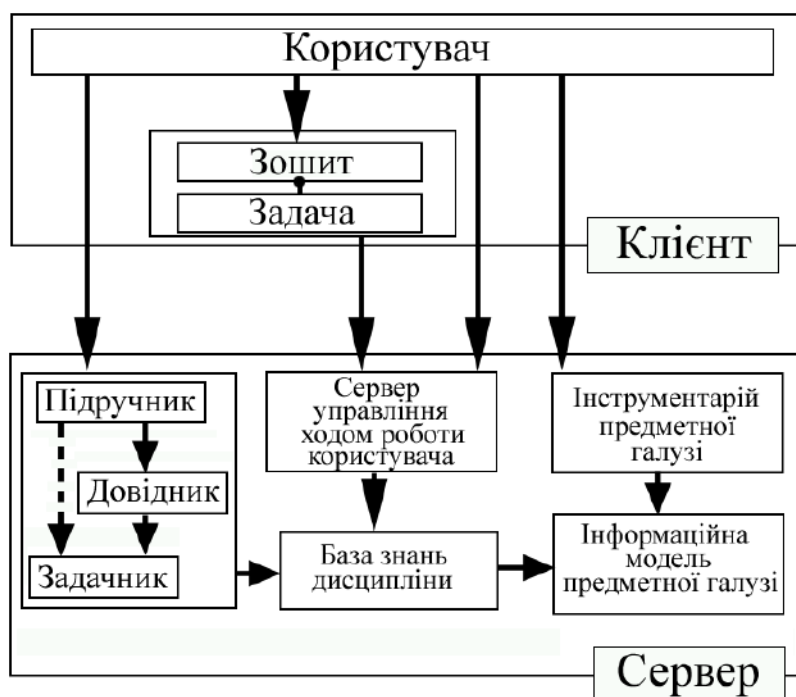 Користувач
Зошит
Задача
Клієнт
Підручник
Довідник
Задачник
Сервер
управління
ходом роботи
користувача
Інструментарій
предметної
галузі
База знань
дисципліни
Інформаційна
модель
предметної галузі
Сервер